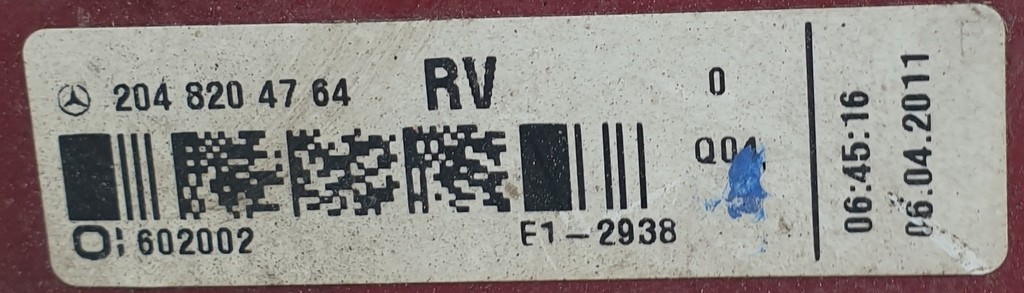 204 820 47 64 RV 0
Q04
O; 602002 E1-2938
06:45:16
06.04.2011